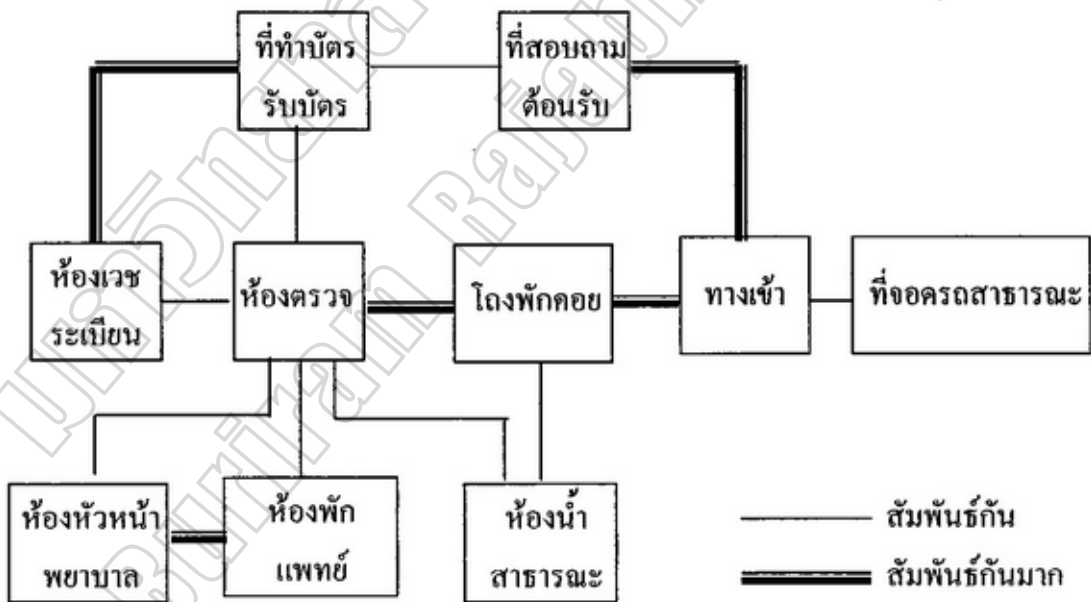 ที่ทำบัตร
รับบัตร
ที่สอบถาม
ต้อนรับ
ห้องเวช
ระเบียน
ห้องตรวจ
โถงพักคอย
ทางเข้า
ที่จอดรถสาธารณะ
ห้องหัวหน้า
พยาบาล
ห้องพัก
แพทย์
ห้องน้ำ
สาธารณะ
สัมพันธ์กัน
สัมพันธ์กันมาก
Buriram Rajabh